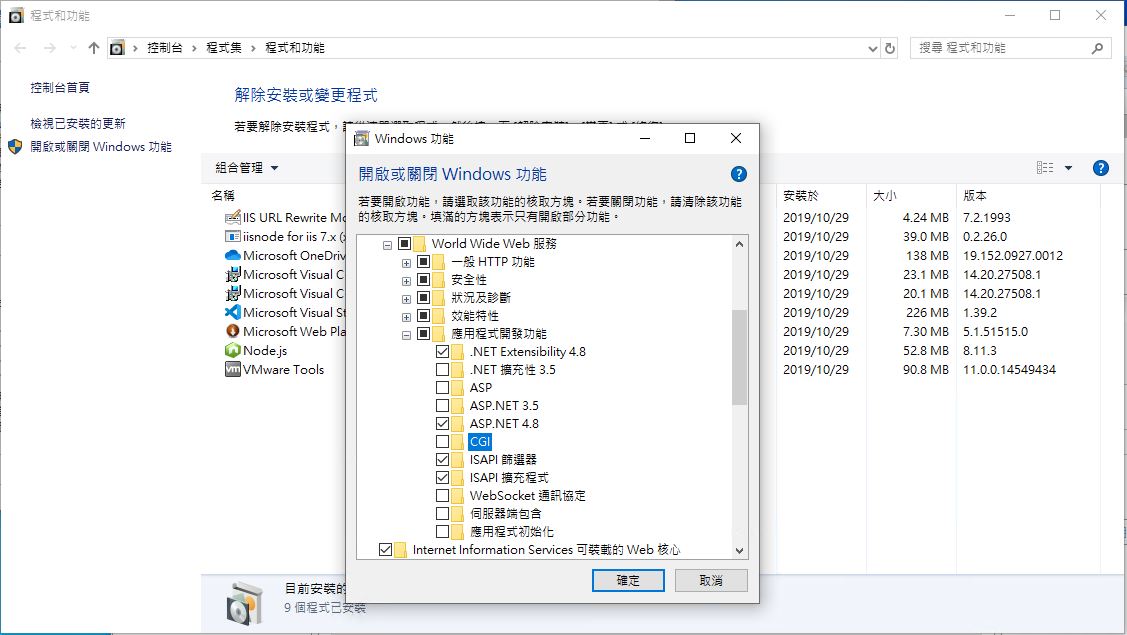 程式和功能
控制台 › 程式集 › 程式和功能
搜尋 程式和功能
控制台首頁
檢視已安裝的更新
開啟或關閉 Windows 功能
解除安裝或變更程式
若要解除安裝程式，
組合管理
名稱
安裝於
大小
版本
IIS URL Rewrite Mo
2019/10/29
4.24 MB
7.2.1993
iisnode for iis 7.x (
2019/10/29
39.0 MB
0.2.26.0
Microsoft OneDriv
2019/10/29
138 MB
19.152.0927.0012
Microsoft Visual C
2019/10/29
23.1 MB
14.20.27508.1
Microsoft Visual C
2019/10/29
20.1 MB
14.20.27508.1
Microsoft Visual St
2019/10/29
226 MB
1.39.2
Microsoft Web Pla
2019/10/29
7.30 MB
5.1.51515.0
Node.js
2019/10/29
52.8 MB
8.11.3
VMware Tools
2019/10/29
90.8 MB
11.0.0.14549434
目前安裝的
9 個程式已安裝
Windows 功能
開啟或關閉 Windows 功能
若要開啟功能，請選取該功能的核取方塊。若要關閉功能，請清除該功能
的核取方塊。填滿的方塊表示只有開啟部分功能。
World Wide Web 服務
一般 HTTP 功能
安全性
狀況及診斷
效能特性
應用程式開發功能
.NET Extensibility 4.8
.NET 擴充性 3.5
ASP
ASP.NET 3.5
ASP.NET 4.8
CGI
ISAPI 篩選器
ISAPI 擴充程式
WebSocket 通訊協定
伺服器端包含
應用程式初始化
Internet Information Services 可裝載的 Web 核心
確定
取消